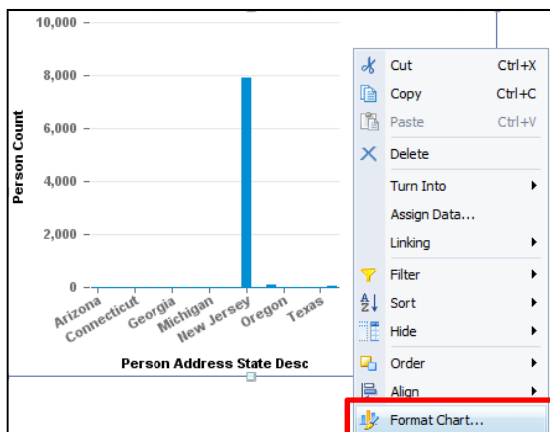 10,000
8,000
6,000
4,000
2,000
0
Person Count
Arizona
Connecticut
Georgia
Michigan
New Jersey
Oregon
Texas
Person Address State Desc
Cut Ctrl+X
Copy Ctrl+C
Paste Ctrl+V
Delete
Turn Into
Assign Data...
Linking
Filter
Sort
Hide
Order
Align
Format Chart...